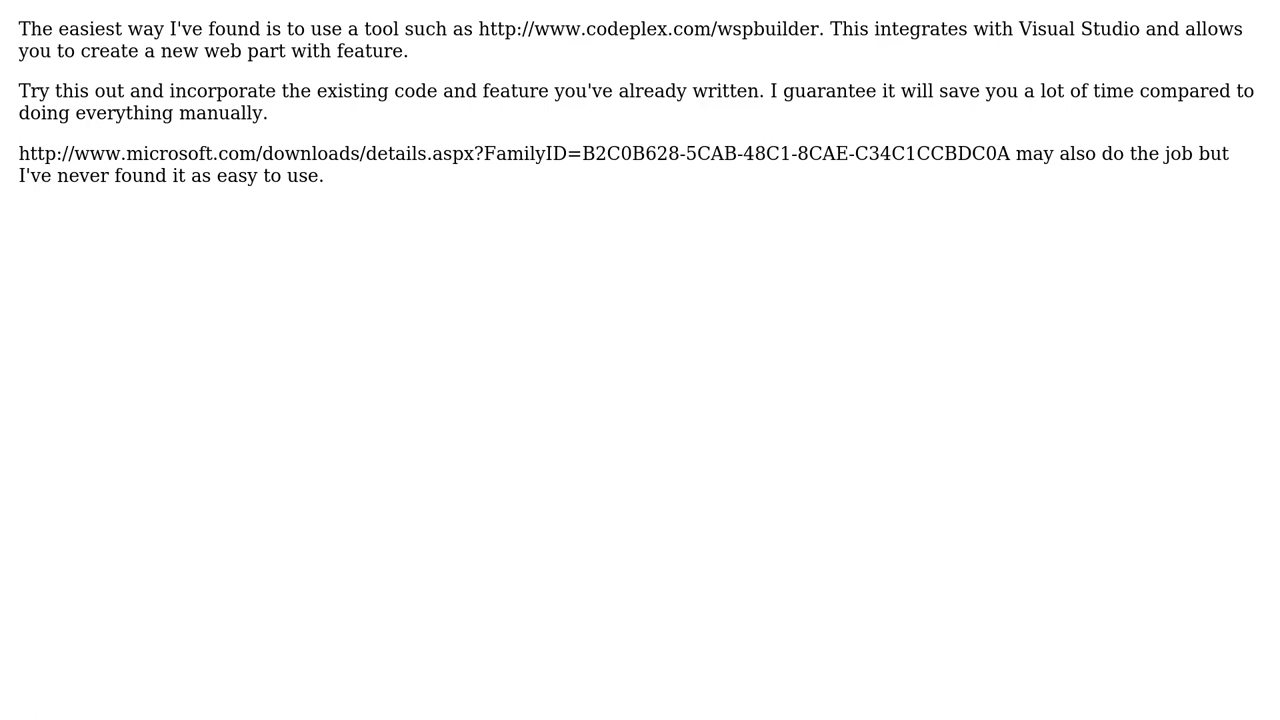 The easiest way I've found is to use a tool such as http://www.codeplex.com/wspbuilder. This integrates with Visual Studio and allows
you to create a new web part with feature.
Try this out and incorporate the existing code and feature you've already written. I guarantee it will save you a lot of time compared to
doing everything manually.
http://www.microsoft.com/downloads/details.aspx?FamilyID=B2C0B628-5CAB-48C1-8CAE-C34C1CCBDC0A may also do the job but
I've never found it as easy to use.